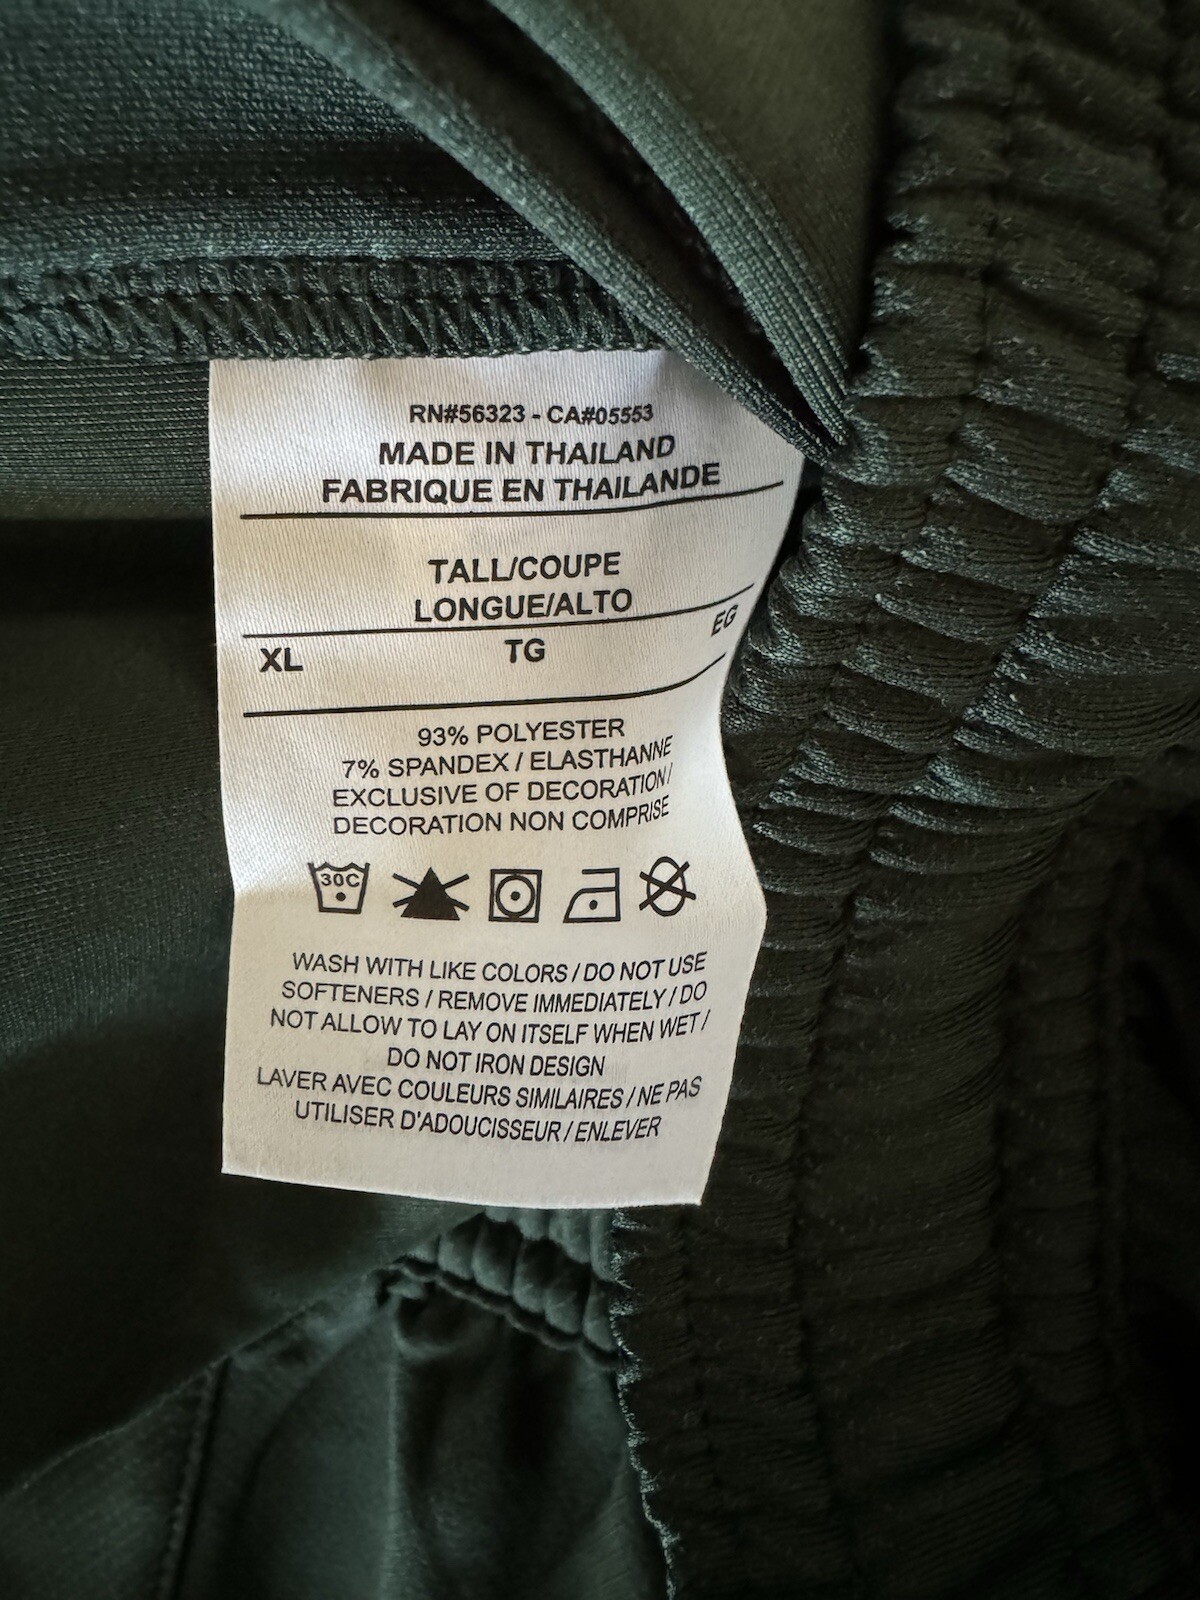 RN#56323 - CA#05553
MADE IN THAILAND
FABRIQUE EN THAILANDE
TALL/COUPE
LONGUE/ALTO
XL TG EG
93% POLYESTER
7% SPANDEX / ELASTHANNE
EXCLUSIVE OF DECORATION/
DECORATION NON COMPRISE
30C
WASH WITH LIKE COLORS / DO NOT USE
SOFTENERS / REMOVE IMMEDIATELY / DO
NOT ALLOW TO LAY ON ITSELF WHEN WET /
DO NOT IRON DESIGN
LAVER AVEC COULEURS SIMILAIRES / NE PAS
UTILISER D'ADOUCISSEUR / ENLEVER